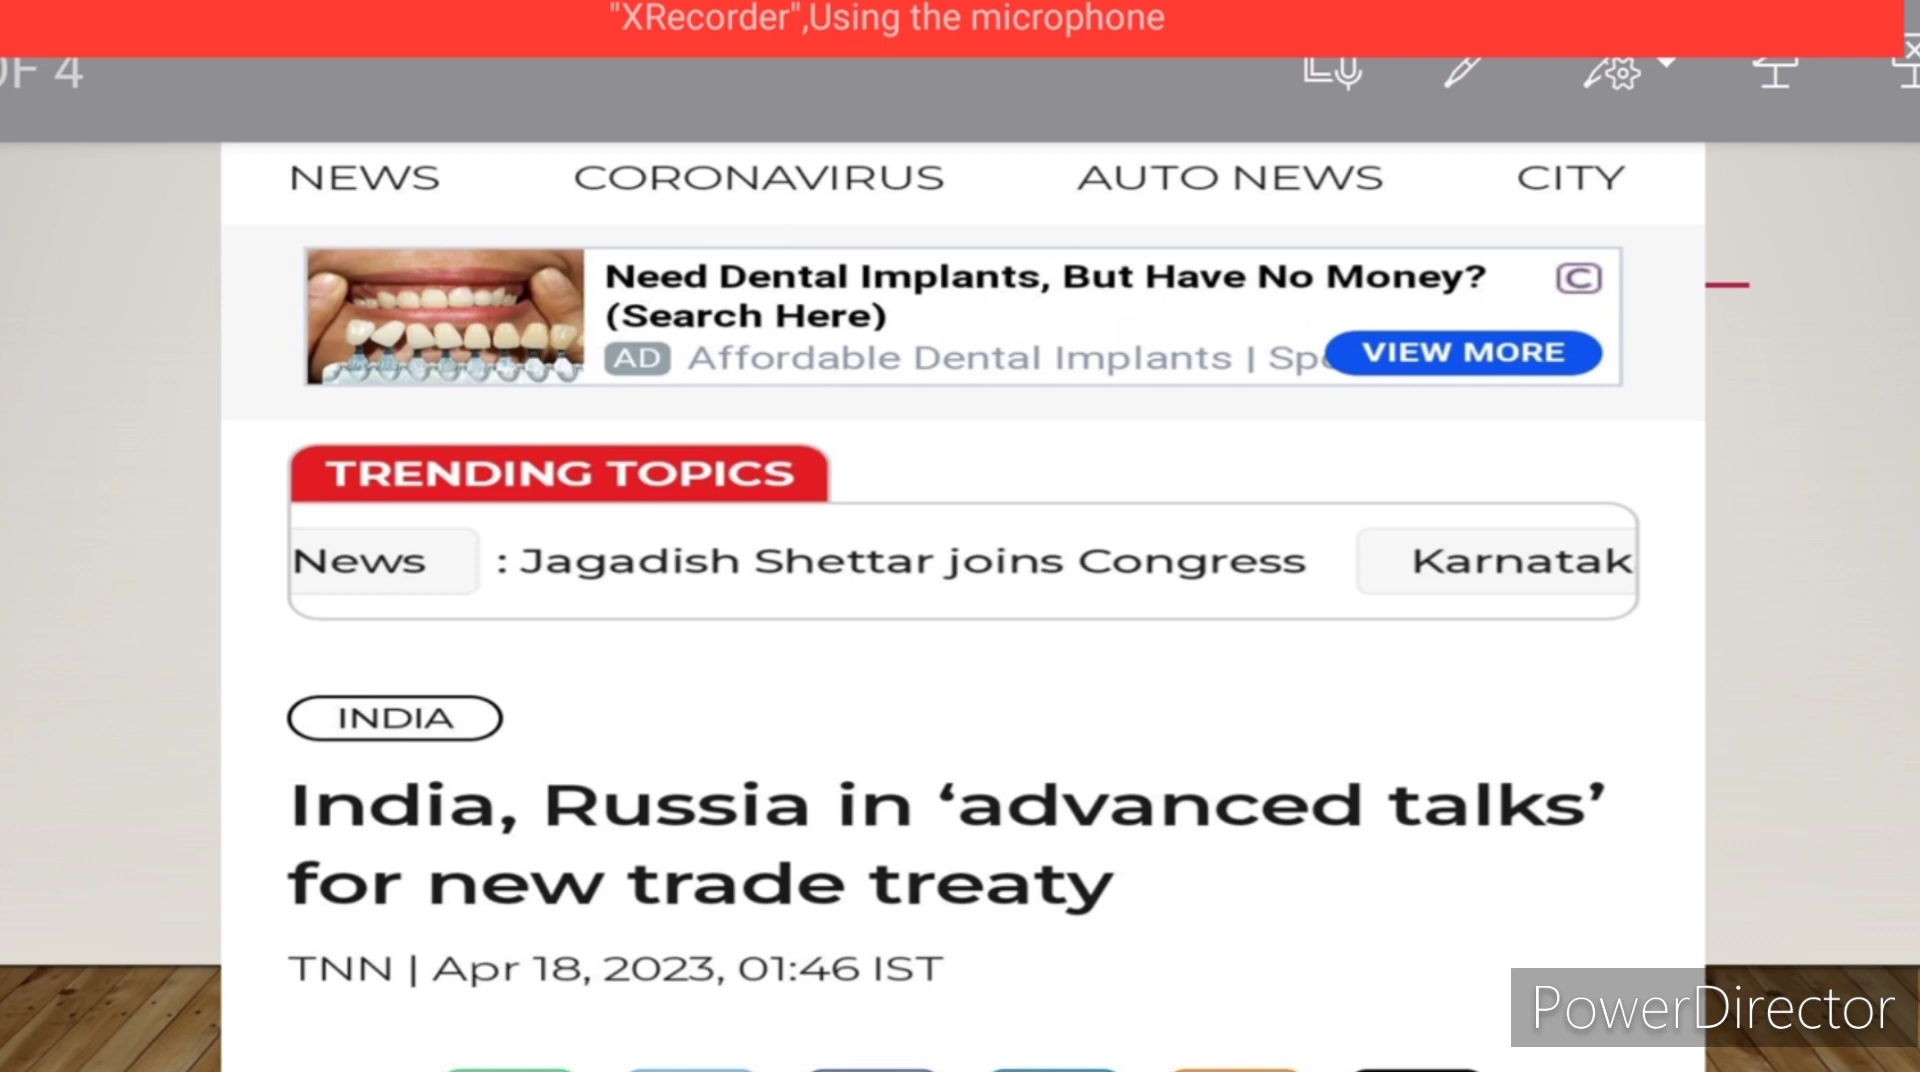 "XRecorder",Using the microphone
OF 4
NEWS CORONAVIRUS AUTO NEWS CITY
Need Dental Implants, But Have No Money?
(Search Here)
AD Affordable Dental Implants |
VIEW MORE
TRENDING TOPICS
News : Jagadish Shettar joins Congress Karnatak
INDIA
India, Russia in ‘advanced talks’
for new trade treaty
TNN | Apr 18, 2023, 01:46 IST
PowerDirector